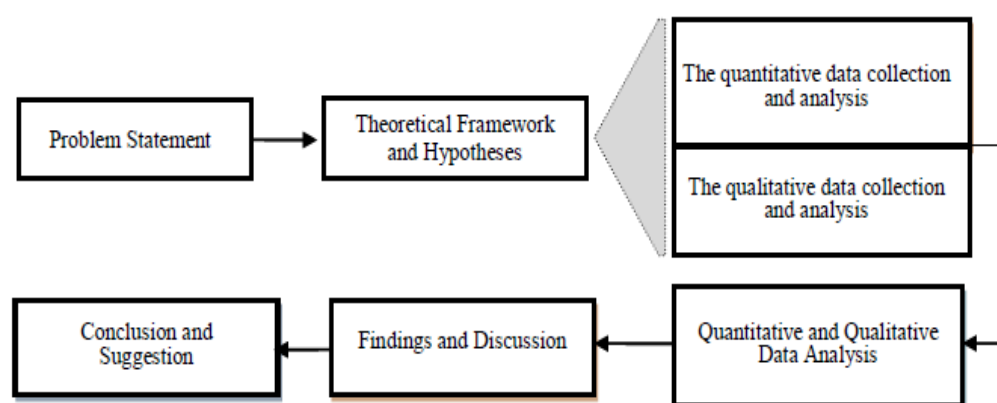 Problem Statement
Theoretical Framework
and Hypotheses
The quantitative data collection
and analysis
The qualitative data collection
and analysis
Quantitative and Qualitative
Data Analysis
Findings and Discussion
Conclusion and
Suggestion